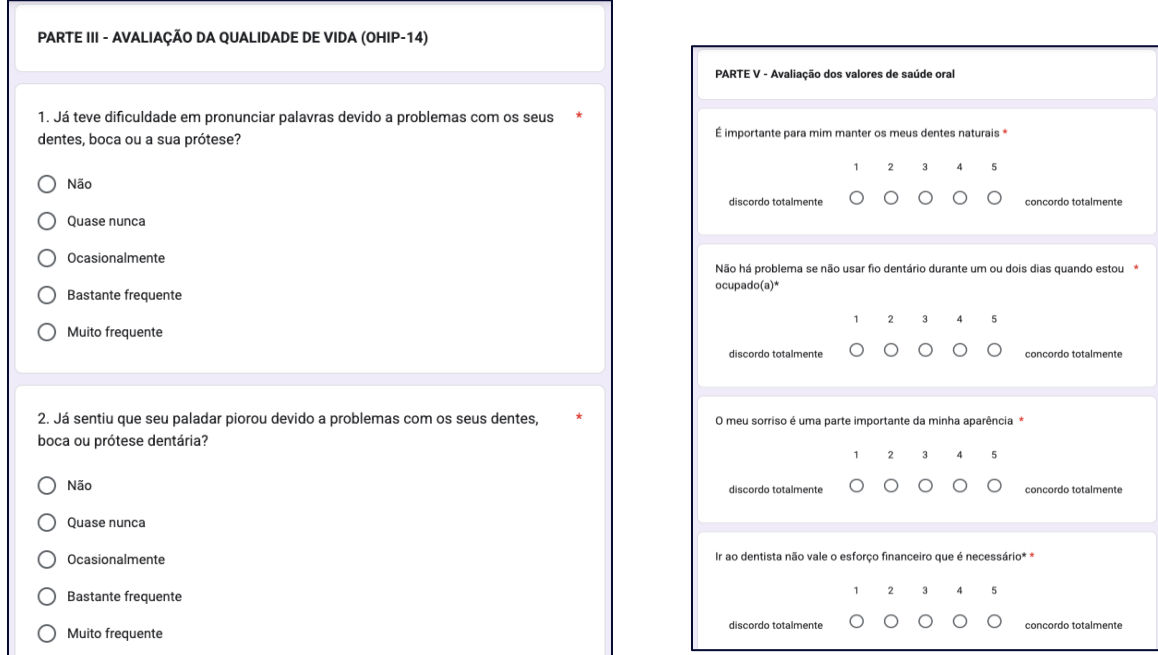 PARTE III - AVALIAÇÃO DA QUALIDADE DE VIDA (OHIP-14)
1. Já teve dificuldade em pronunciar palavras devido a problemas com os seus *
dentes, boca ou a sua prótese?
Não
Quase nunca
Ocasionalmente
Bastante frequente
Muito frequente
2. Já sentiu que seu paladar piorou devido a problemas com os seus dentes, *
boca ou prótese dentária?
Não
Quase nunca
Ocasionalmente
Bastante frequente
Muito frequente
PARTE V - Avaliação dos valores de saúde oral
É importante para mim manter os meus dentes naturais *
1 2 3 4 5
discordo totalmente concordo totalmente
Não há problema se não usar fio dentário durante um ou dois dias quando estou *
ocupado(a)*
1 2 3 4 5
discordo totalmente concordo totalmente
O meu sorriso é uma parte importante da minha aparência *
1 2 3 4 5
discordo totalmente concordo totalmente
Ir ao dentista não vale o esforço financeiro que é necessário* *
1 2 3 4 5
discordo totalmente concordo totalmente